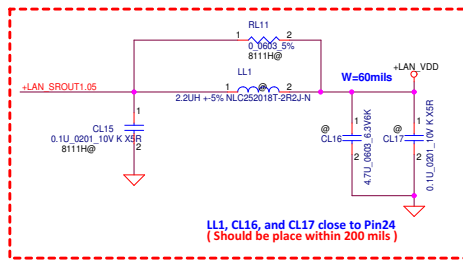 RL11
1 2
0_0603_5%
8111H@
+LAN_SROUT1.05
LL1
1 @ 2
2.2UH +-5% NLC252018T-2R2J-N
W=60mils
+LAN_VDD
1
CL15
0.1U_0201_10V K X5R
8111H@
2
@
CL16
1
2
4.7U_0603_6.3V6K
@
CL17
1
2
0.1U_0201_10V K X5R
LL1, CL16, and CL17 close to Pin24
( Should be place within 200 mils )